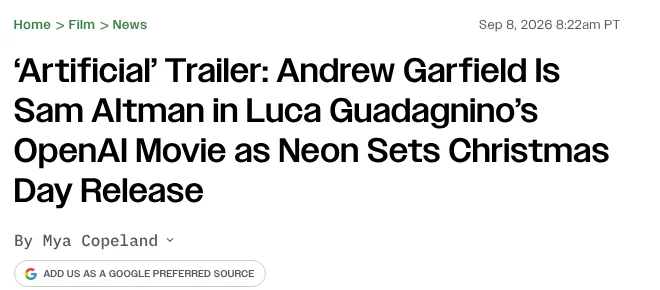 Home > Film > News
Sep 8, 2026 8:22am PT
‘Artificial’ Trailer: Andrew Garfield Is
Sam Altman in Luca Guadagnino’s
OpenAI Movie as Neon Sets Christmas
Day Release
By Mya Copeland
ADD US AS A GOOGLE PREFERRED SOURCE